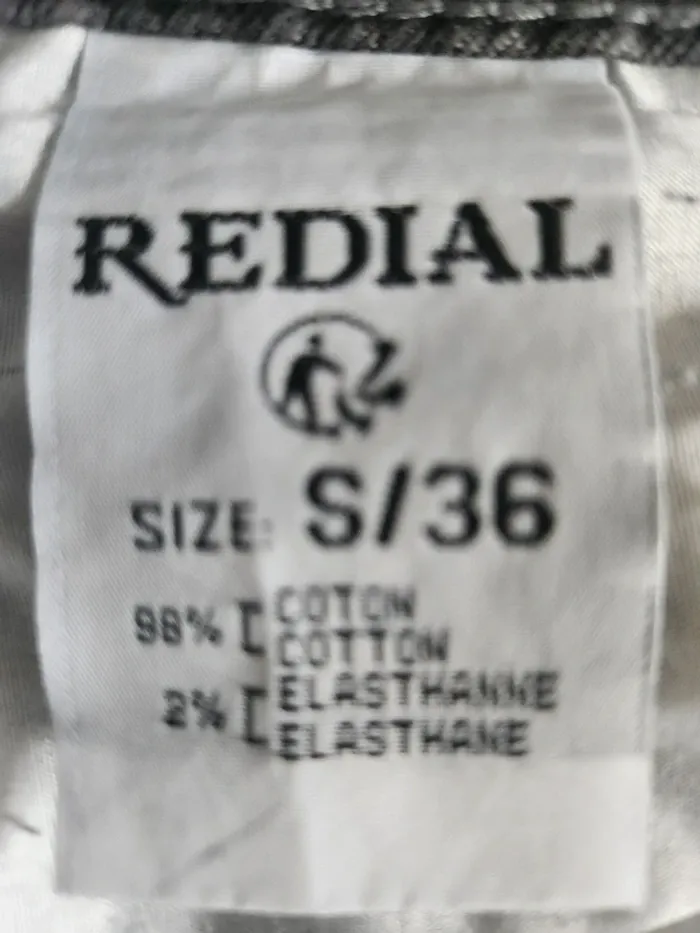 REDIAL
SIZE: S/36
98% [ COTON
COTTON
2% [ ELASTHANNE
ELASTHANE